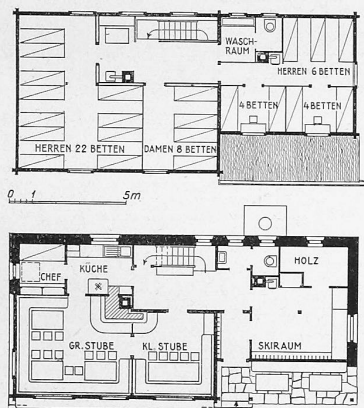 WASCH-
RAUM
HERREN 6 BETTEN
4 BETTEN
4 BETTEN
HERREN 22 BETTEN
DAMEN 8 BETTEN
0 1 5m
HOLZ
KÜCHE
CHEF
GR. STUBE
KL. STUBE
SKIRAUM